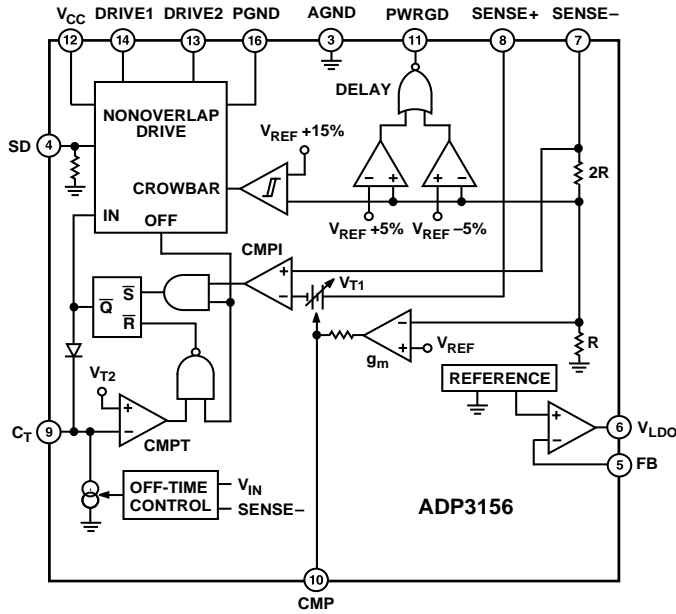 VCC DRIVE1 DRIVE2 PGND AGND PWRGD SENSE+ SENSE–
12 14 13 16 3 11 8 7
DELAY
NONOVERLAP
DRIVE
VREF +15%
SD 4
2R
CROWBAR
IN
OFF
VREF +5% VREF –5%
CMPI
VT1
S
Q
R
VREF
R
gm
VT2
REFERENCE
CT 9
CMPT
6 VLDO
5 FB
OFF-TIME
CONTROL
VIN
SENSE–
ADP3156
10
CMP